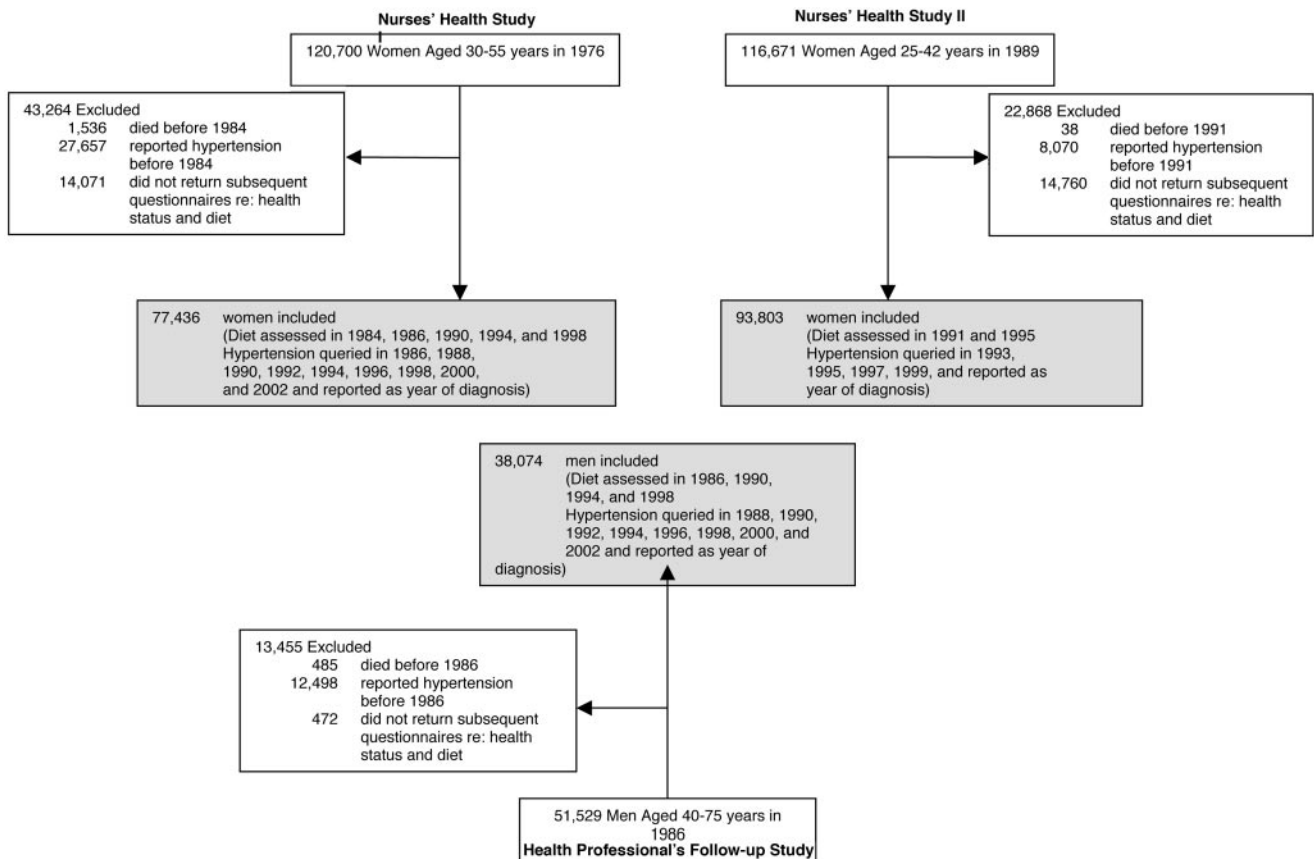 Nurses' Health Study
120,700 Women Aged 30-55 years in 1976
43,264 Excluded
1,536 died before 1984
27,657 reported hypertension
before 1984
14,071 did not return subsequent
questionnaires re: health
status and diet
77,436 women included
(Diet assessed in 1984, 1986, 1990, 1994, and 1998
Hypertension queried in 1986, 1988,
1990, 1992, 1994, 1996, 1998, 2000,
and 2002 and reported as year of diagnosis)
Nurses' Health Study II
116,671 Women Aged 25-42 years in 1989
22,868 Excluded
38 died before 1991
8,070 reported hypertension
before 1991
14,760 did not return subsequent
questionnaires re: health
status and diet
93,803 women included
(Diet assessed in 1991 and 1995
Hypertension queried in 1993,
1995, 1997, 1999, and reported as
year of diagnosis)
38,074 men included
(Diet assessed in 1986, 1990,
1994, and 1998
Hypertension queried in 1988, 1990,
1992, 1994, 1996, 1998, 2000, and
2002 and reported as year of
diagnosis)
13,455 Excluded
485 died before 1986
12,498 reported hypertension
before 1986
472 did not return subsequent
questionnaires re: health
status and diet
51,529 Men Aged 40-75 years in
1986
Health Professional's Follow-up Study